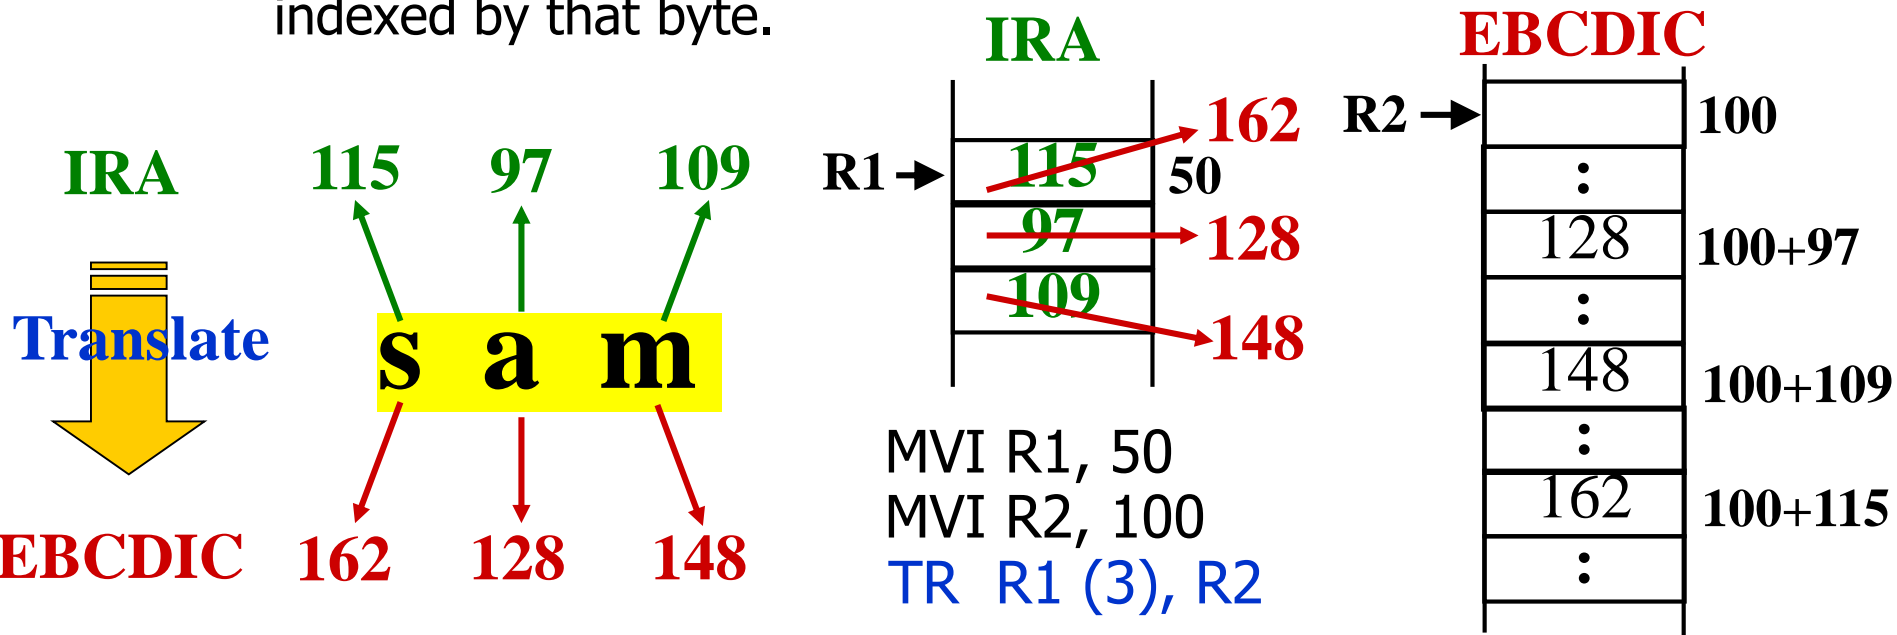 indexed by that byte.
IRA
115 97 109
Translate
s a m
EBCDIC
162 128 148
IRA
R1
115
50
162
97
128
109
148
MVI R1, 50
MVI R2, 100
TR R1 (3), R2
EBCDIC
R2
100
:
128
100+97
:
148
100+109
:
162
100+115
: